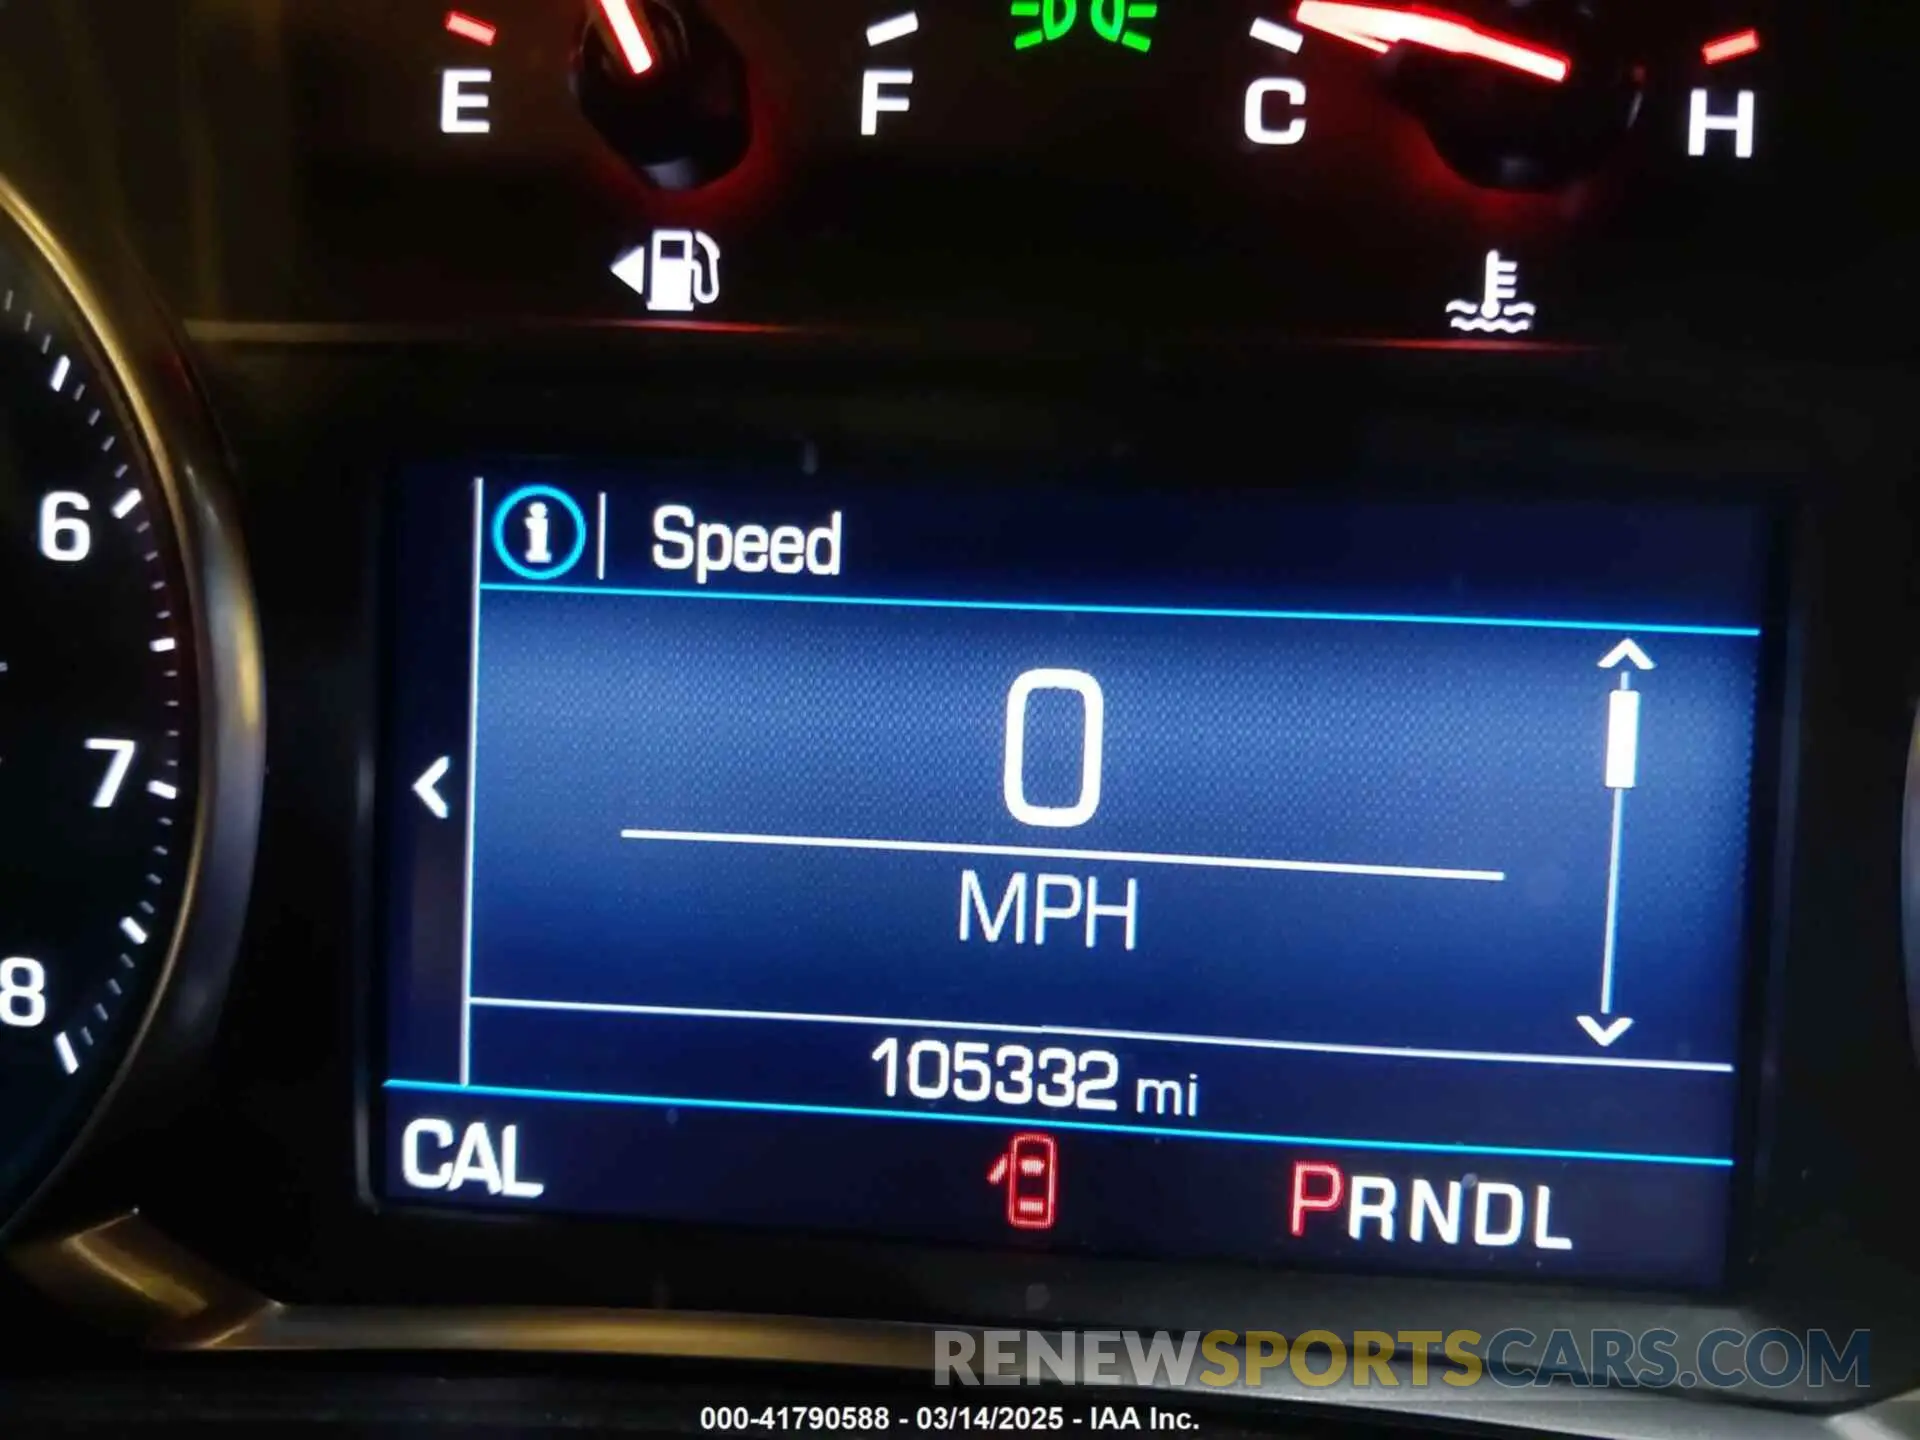 E F C H
6
7
8
i Speed
0
MPH
105332 mi
CAL PRNDL
RENEWSPORTSCARS.COM
000-41790588 - 03/14/2025 - IAA Inc.